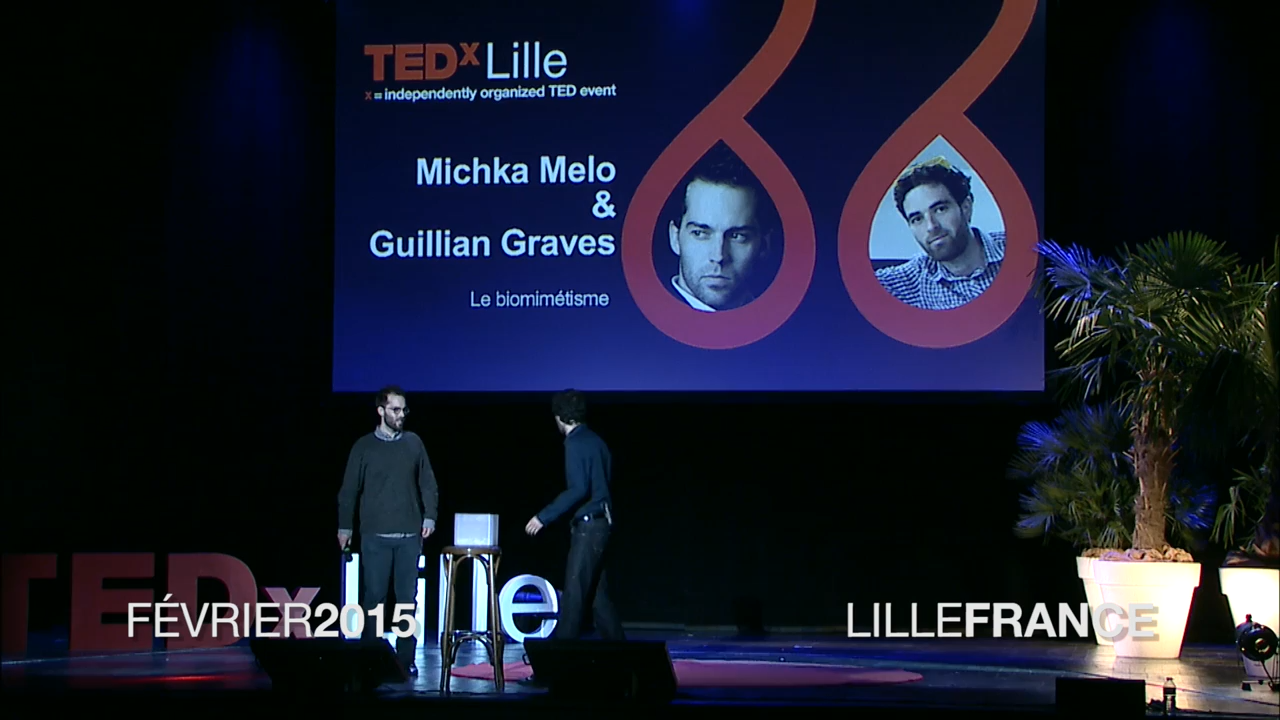 TEDx Lille
x = independently organized TED event
Michka Melo
&
Guillian Graves
Le biomimétisme
TEDx Lille
FÉVRIER2015
LILLEFRANCE